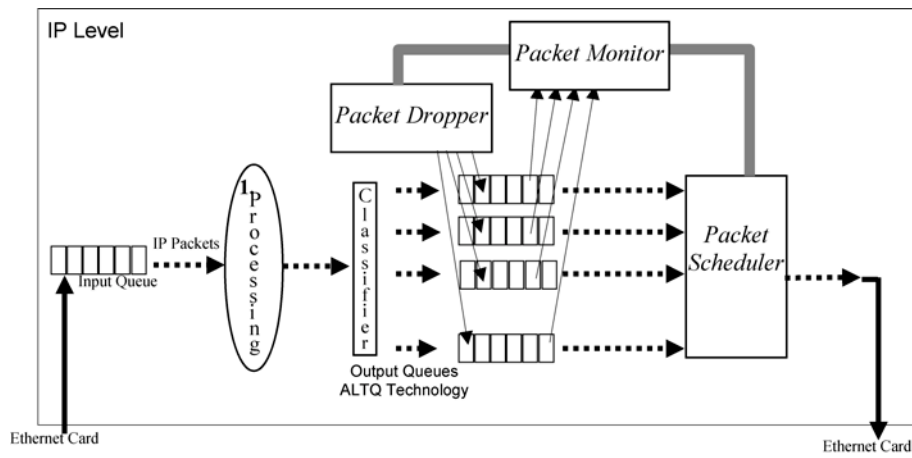 IP Level
Packet Monitor
Packet Dropper
1.Processing
Classifier
Packet
Scheduler
IP Packets
Input Queue
Output Queues
ALTQ Technology
Ethernet Card
Ethernet Card